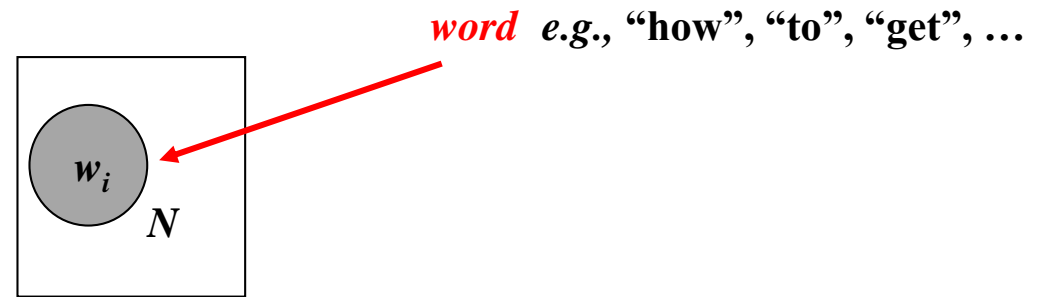 word e.g., “how”, “to”, “get”, …
wᵢ
N